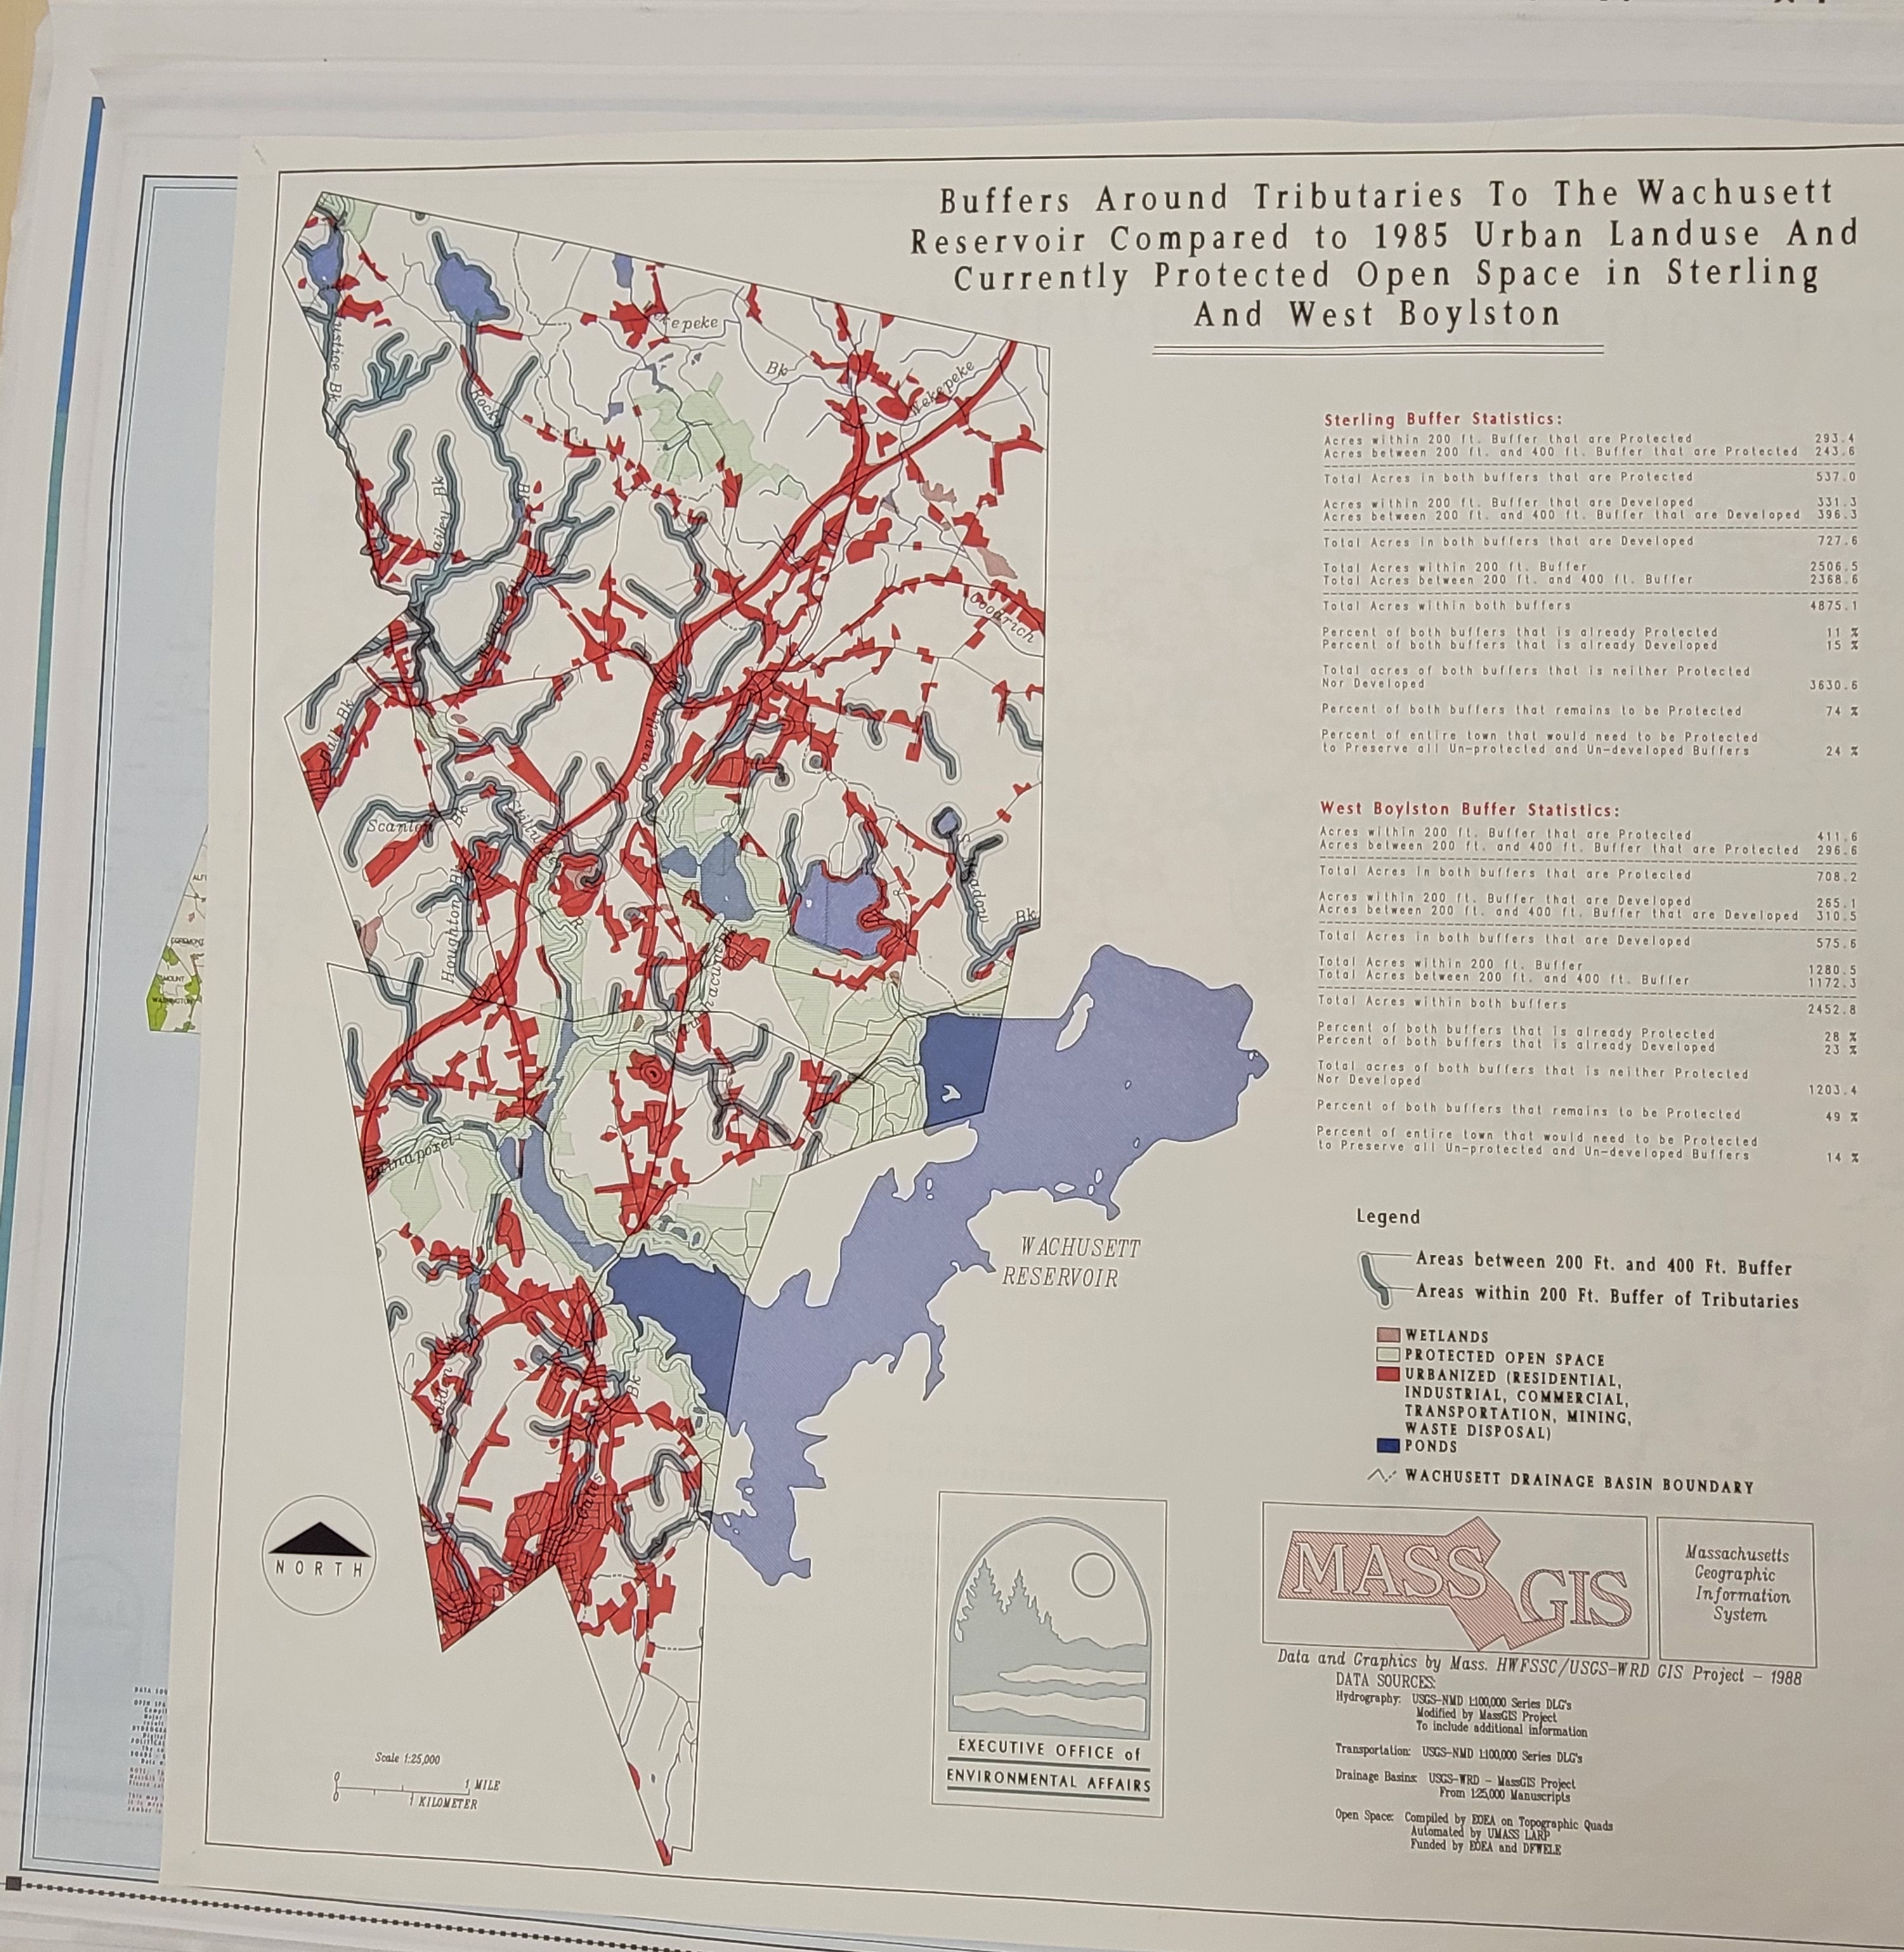 Buffers Around Tributaries To The Wachusett
Reservoir Compared to 1985 Urban Landuse And
Currently Protected Open Space in Sterling
And West Boylston
Sterling Buffer Statistics:
Acres within 200 ft. Buffer that are Protected 293.4
Acres between 200 ft. and 400 ft. Buffer that are Protected 243.6
Total Acres in both buffers that are Protected 537.0
Acres within 200 ft. Buffer that are Developed 331.3
Acres between 200 ft. and 400 ft. Buffer that are Developed 396.3
Total Acres in both buffers that are Developed 727.6
Total Acres within 200 ft. Buffer 2506.5
Total Acres between 200 ft. and 400 ft. Buffer 2368.6
Total Acres within both buffers 4875.1
Percent of both buffers that is already Protected 11 %
Percent of both buffers that is already Developed 15 %
Total acres of both buffers that is neither Protected
Nor Developed 3630.6
Percent of both buffers that remains to be Protected 74 %
Percent of entire town that would need to be Protected
to Preserve all Un-protected and Un-developed Buffers 24 %
West Boylston Buffer Statistics:
Acres within 200 ft. Buffer that are Protected 411.6
Acres between 200 ft. and 400 ft. Buffer that are Protected 296.6
Total Acres in both buffers that are Protected 708.2
Acres within 200 ft. Buffer that are Developed 265.1
Acres between 200 ft. and 400 ft. Buffer that are Developed 310.5
Total Acres in both buffers that are Developed 575.6
Total Acres within 200 ft. Buffer 1280.5
Total Acres between 200 ft. and 400 ft. Buffer 1172.3
Total Acres within both buffers 2452.8
Percent of both buffers that is already Protected 28 %
Percent of both buffers that is already Developed 23 %
Total acres of both buffers that is neither Protected
Nor Developed 1203.4
Percent of both buffers that remains to be Protected 49 %
Percent of entire town that would need to be Protected
to Preserve all Un-protected and Un-developed Buffers 14 %
Legend
Areas between 200 Ft. and 400 Ft. Buffer
Areas within 200 Ft. Buffer of Tributaries
WETLANDS
PROTECTED OPEN SPACE
URBANIZED (RESIDENTIAL,
INDUSTRIAL, COMMERCIAL,
TRANSPORTATION, MINING,
WASTE DISPOSAL)
PONDS
WACHUSETT DRAINAGE BASIN BOUNDARY
MASS GIS
Massachusetts
Geographic
Information
System
Data and Graphics by Mass. HWFSSC/USGS-WRD GIS Project - 1988
DATA SOURCES:
Hydrography: USGS-NMD 1:100,000 Series DLG's
Modified by MassGIS Project
To include additional information
Transportation: USGS-NMD 1:100,000 Series DLG's
Drainage Basins: USGS-WRD - MassGIS Project
From 1:25,000 Manuscripts
Open Space: Compiled by EOEA on Topographic Quads
Automated by UMASS LARP
Funded by EOEA and DFWELE
EXECUTIVE OFFICE of
ENVIRONMENTAL AFFAIRS
NORTH
Scale 1:25,000
0 1 MILE
0 1 KILOMETER
WACHUSETT
RESERVOIR
Bk
Wekepeke
Rocky
Bk
Bk
Goodrich
Connelly
Scanlon
Bk
Houghton Bk
Meadow
Bk
Quinapoxet
Bk
Gates
MOUNT
WASHINGTON